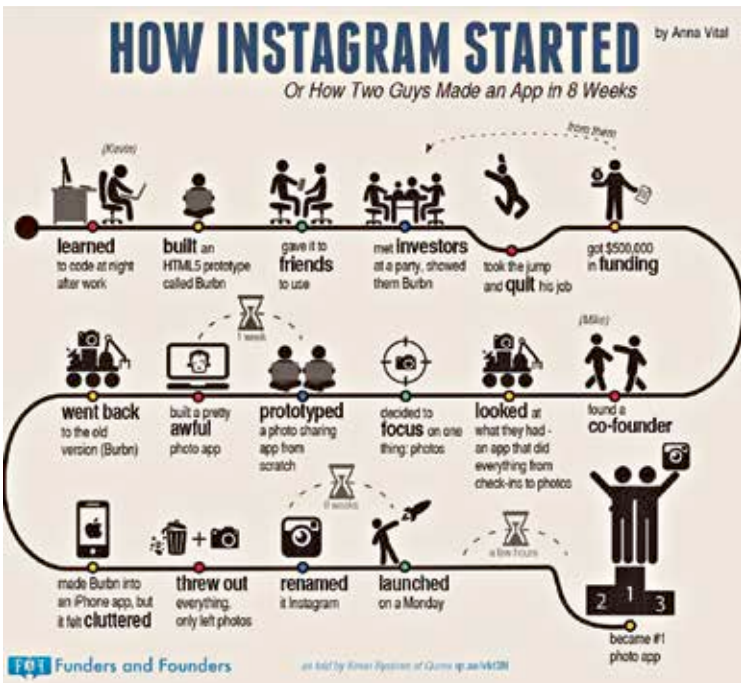 HOW INSTAGRAM STARTED
by Anna Vital
Or How Two Guys Made an App in 8 Weeks
(Kevin)
from them
learned
to code at night
after work
built an
HTML5 prototype
called Burbn
gave it to
friends
to use
met investors
at a party, showed
them Burbn
took the jump
and quit his job
got $500,000
in funding
(Mike)
found a
co-founder
looked at
what they had -
an app that did
everything from
check-ins to photos
decided to
focus on one
thing: photos
prototyped
a photo sharing
app from
scratch
1 week
built a pretty
awful
photo app
went back
to the old
version (Burbn)
made Burbn into
an iPhone app, but
it felt cluttered
threw out
everything,
only left photos
renamed
it Instagram
weeks
launched
on a Monday
a few hours
2 1 3
became #1
photo app
Funders and Founders
as told by Kevin